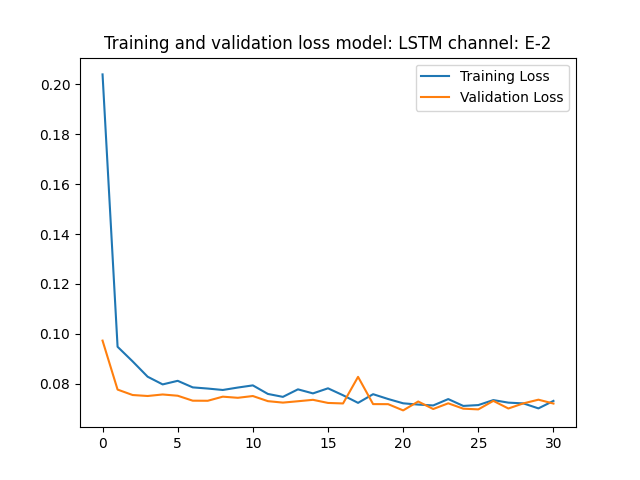 Training and validation loss model: LSTM channel: E-2
Training Loss
Validation Loss
0.20
0.18
0.16
0.14
0.12
0.10
0.08
0 5 10 15 20 25 30